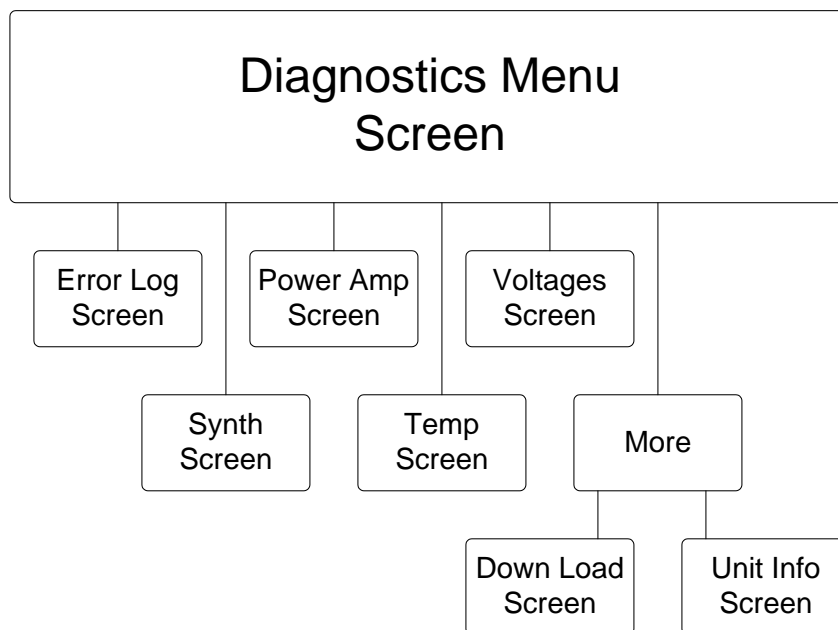 Diagnostics Menu
Screen
Error Log
Screen
Power Amp
Screen
Voltages
Screen
Synth
Screen
Temp
Screen
More
Down Load
Screen
Unit Info
Screen